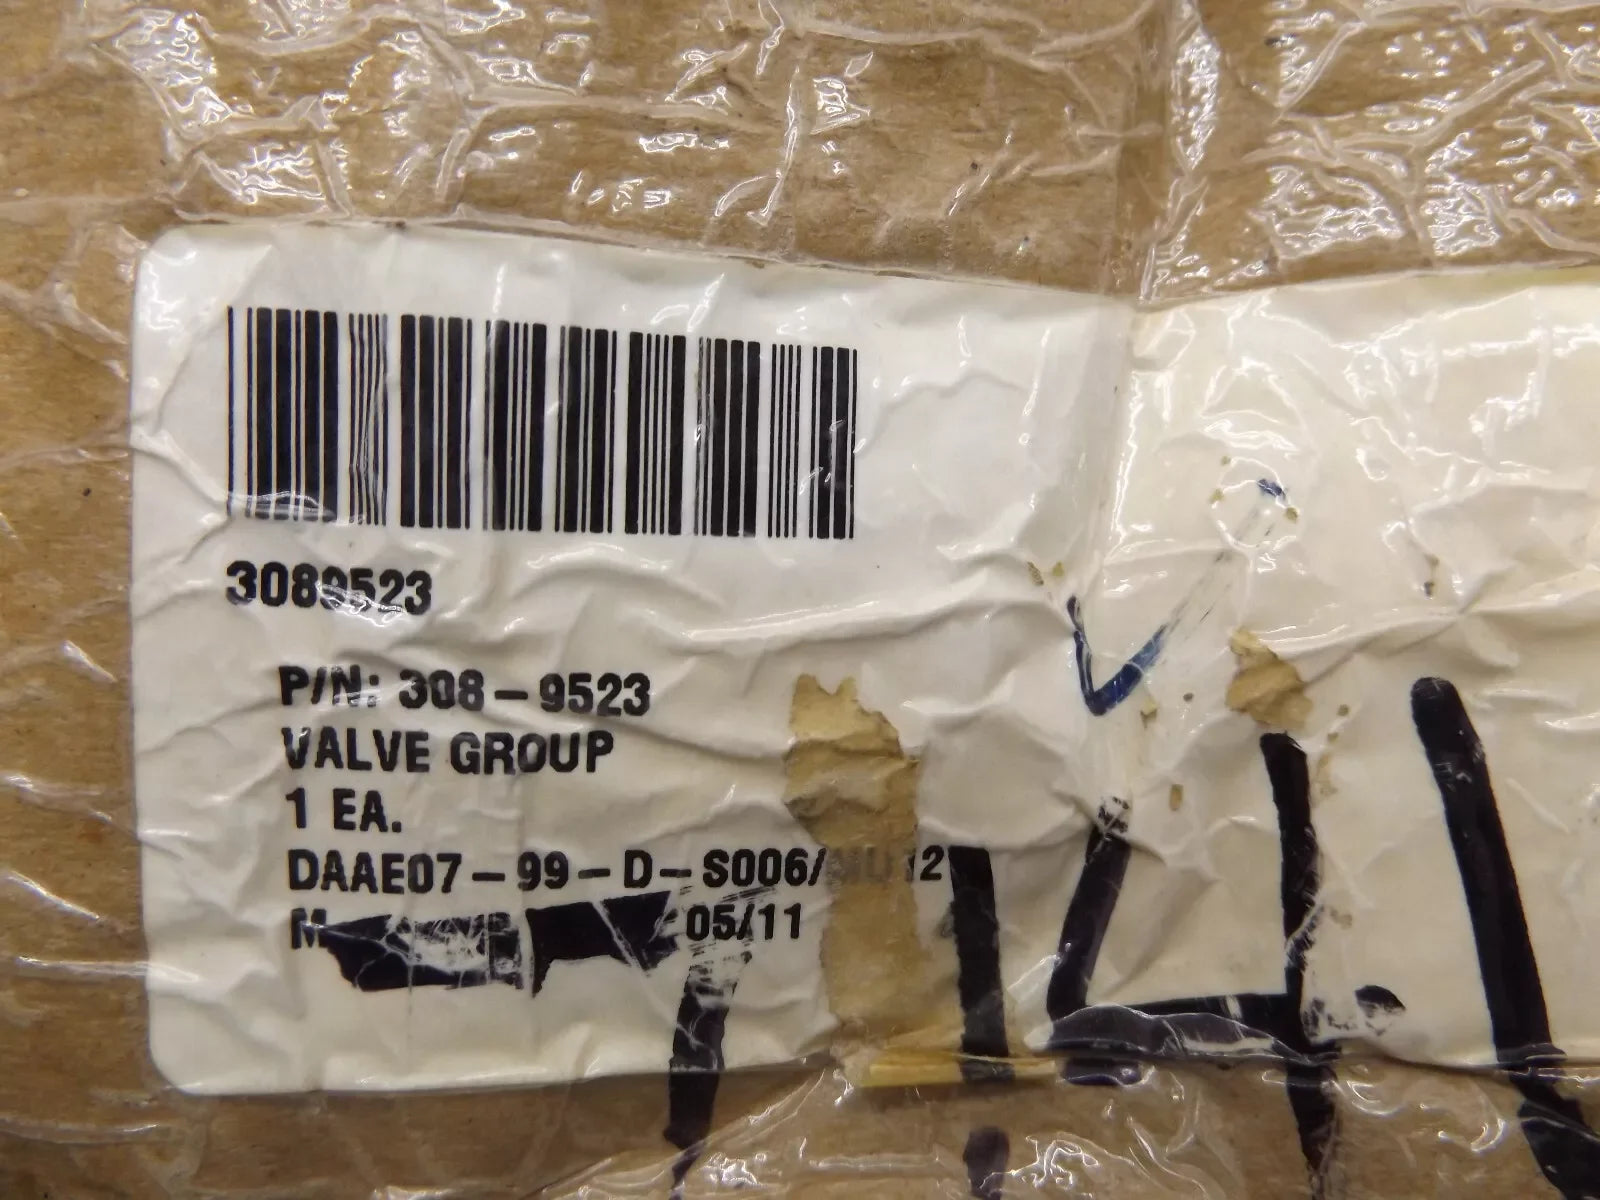 3089523
P/N: 308-9523
VALVE GROUP
1 EA.
DAAE07-99-D-S006/
05/11